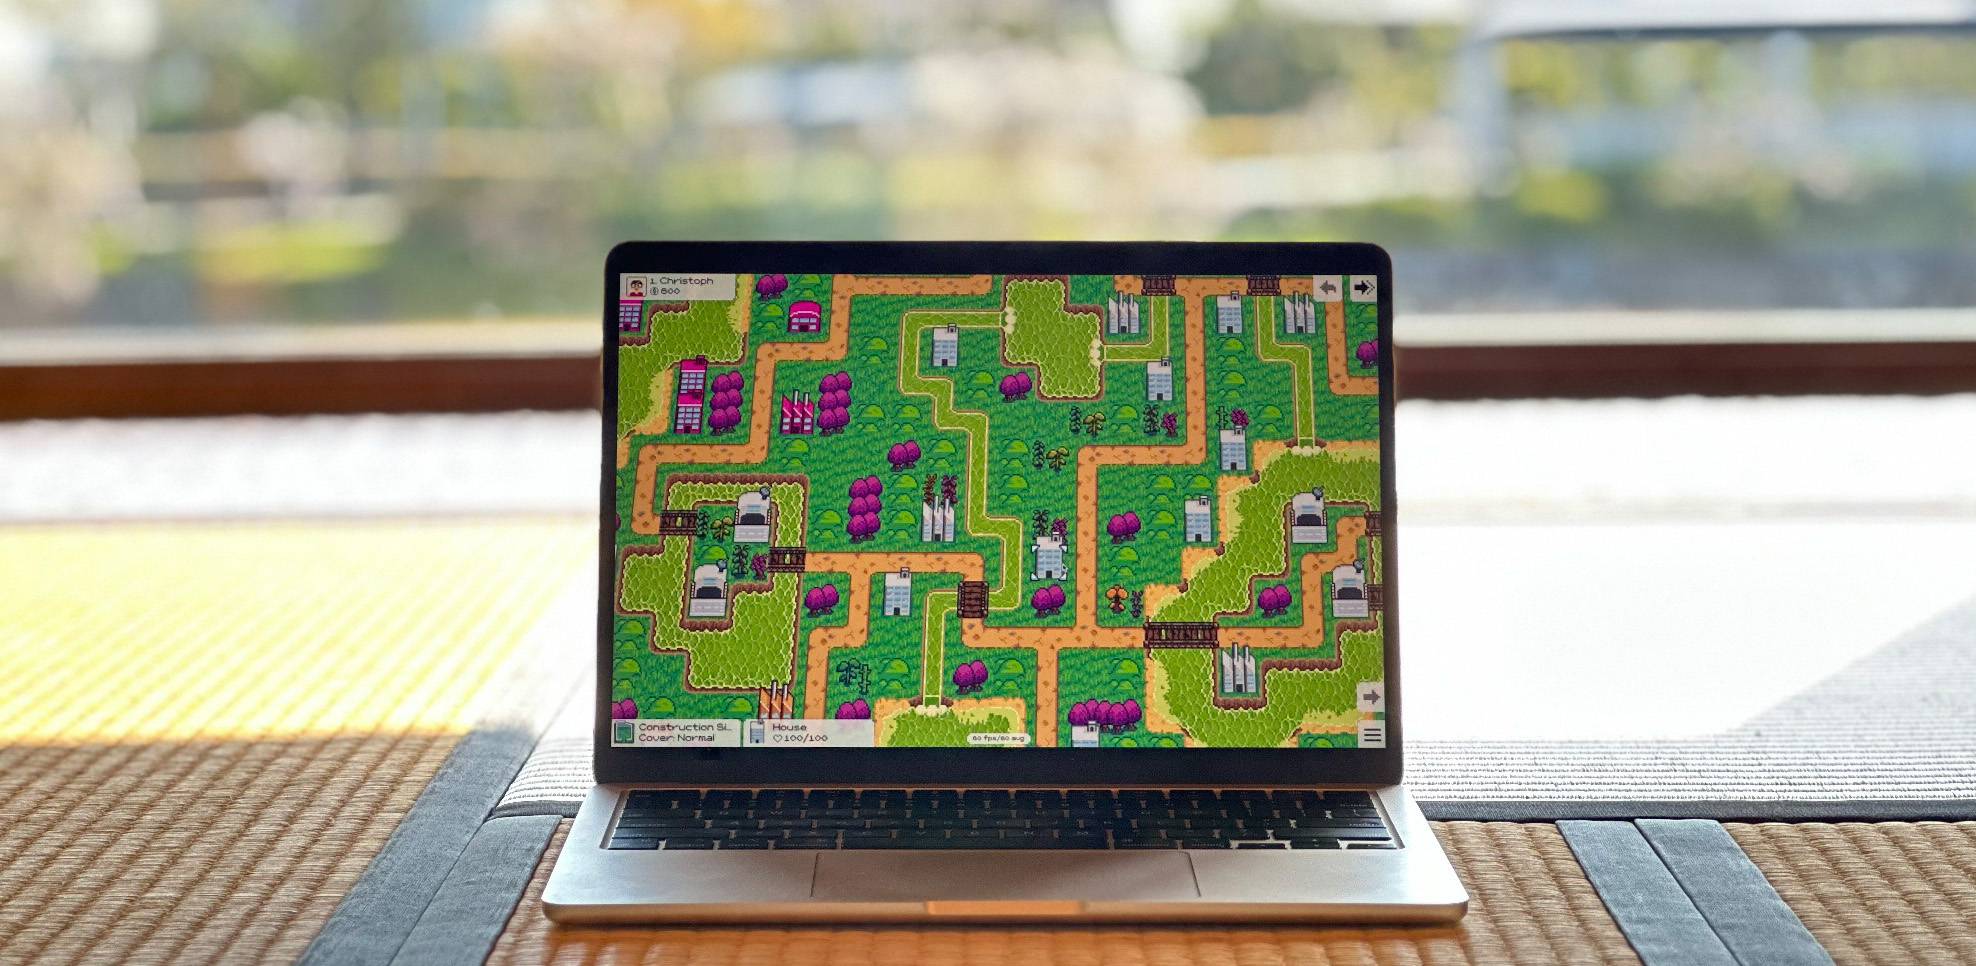 1. Christoph
800
Construction Si...
Cover: Normal
House
100/100
60 fps/60 avg